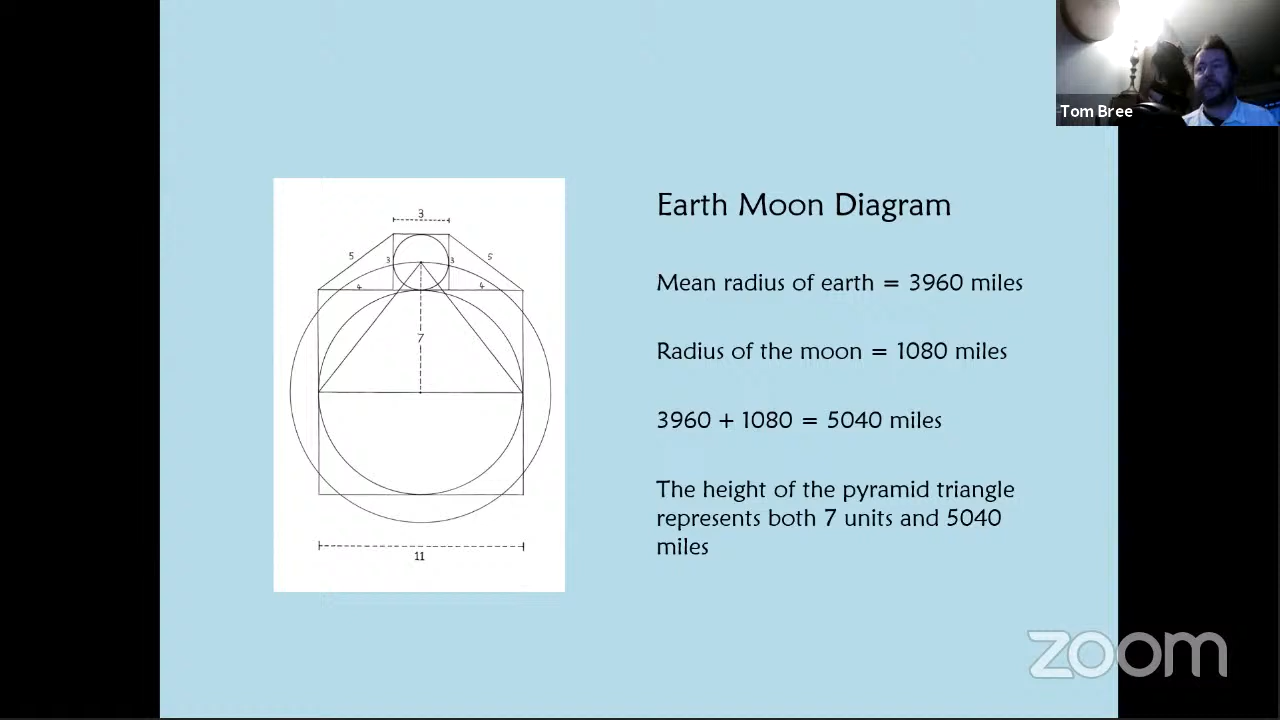 Tom Bree
Earth Moon Diagram
Mean radius of earth = 3960 miles
Radius of the moon = 1080 miles
3960 + 1080 = 5040 miles
The height of the pyramid triangle
represents both 7 units and 5040
miles
3
5
3
3
5
4
4
7
11
zoom